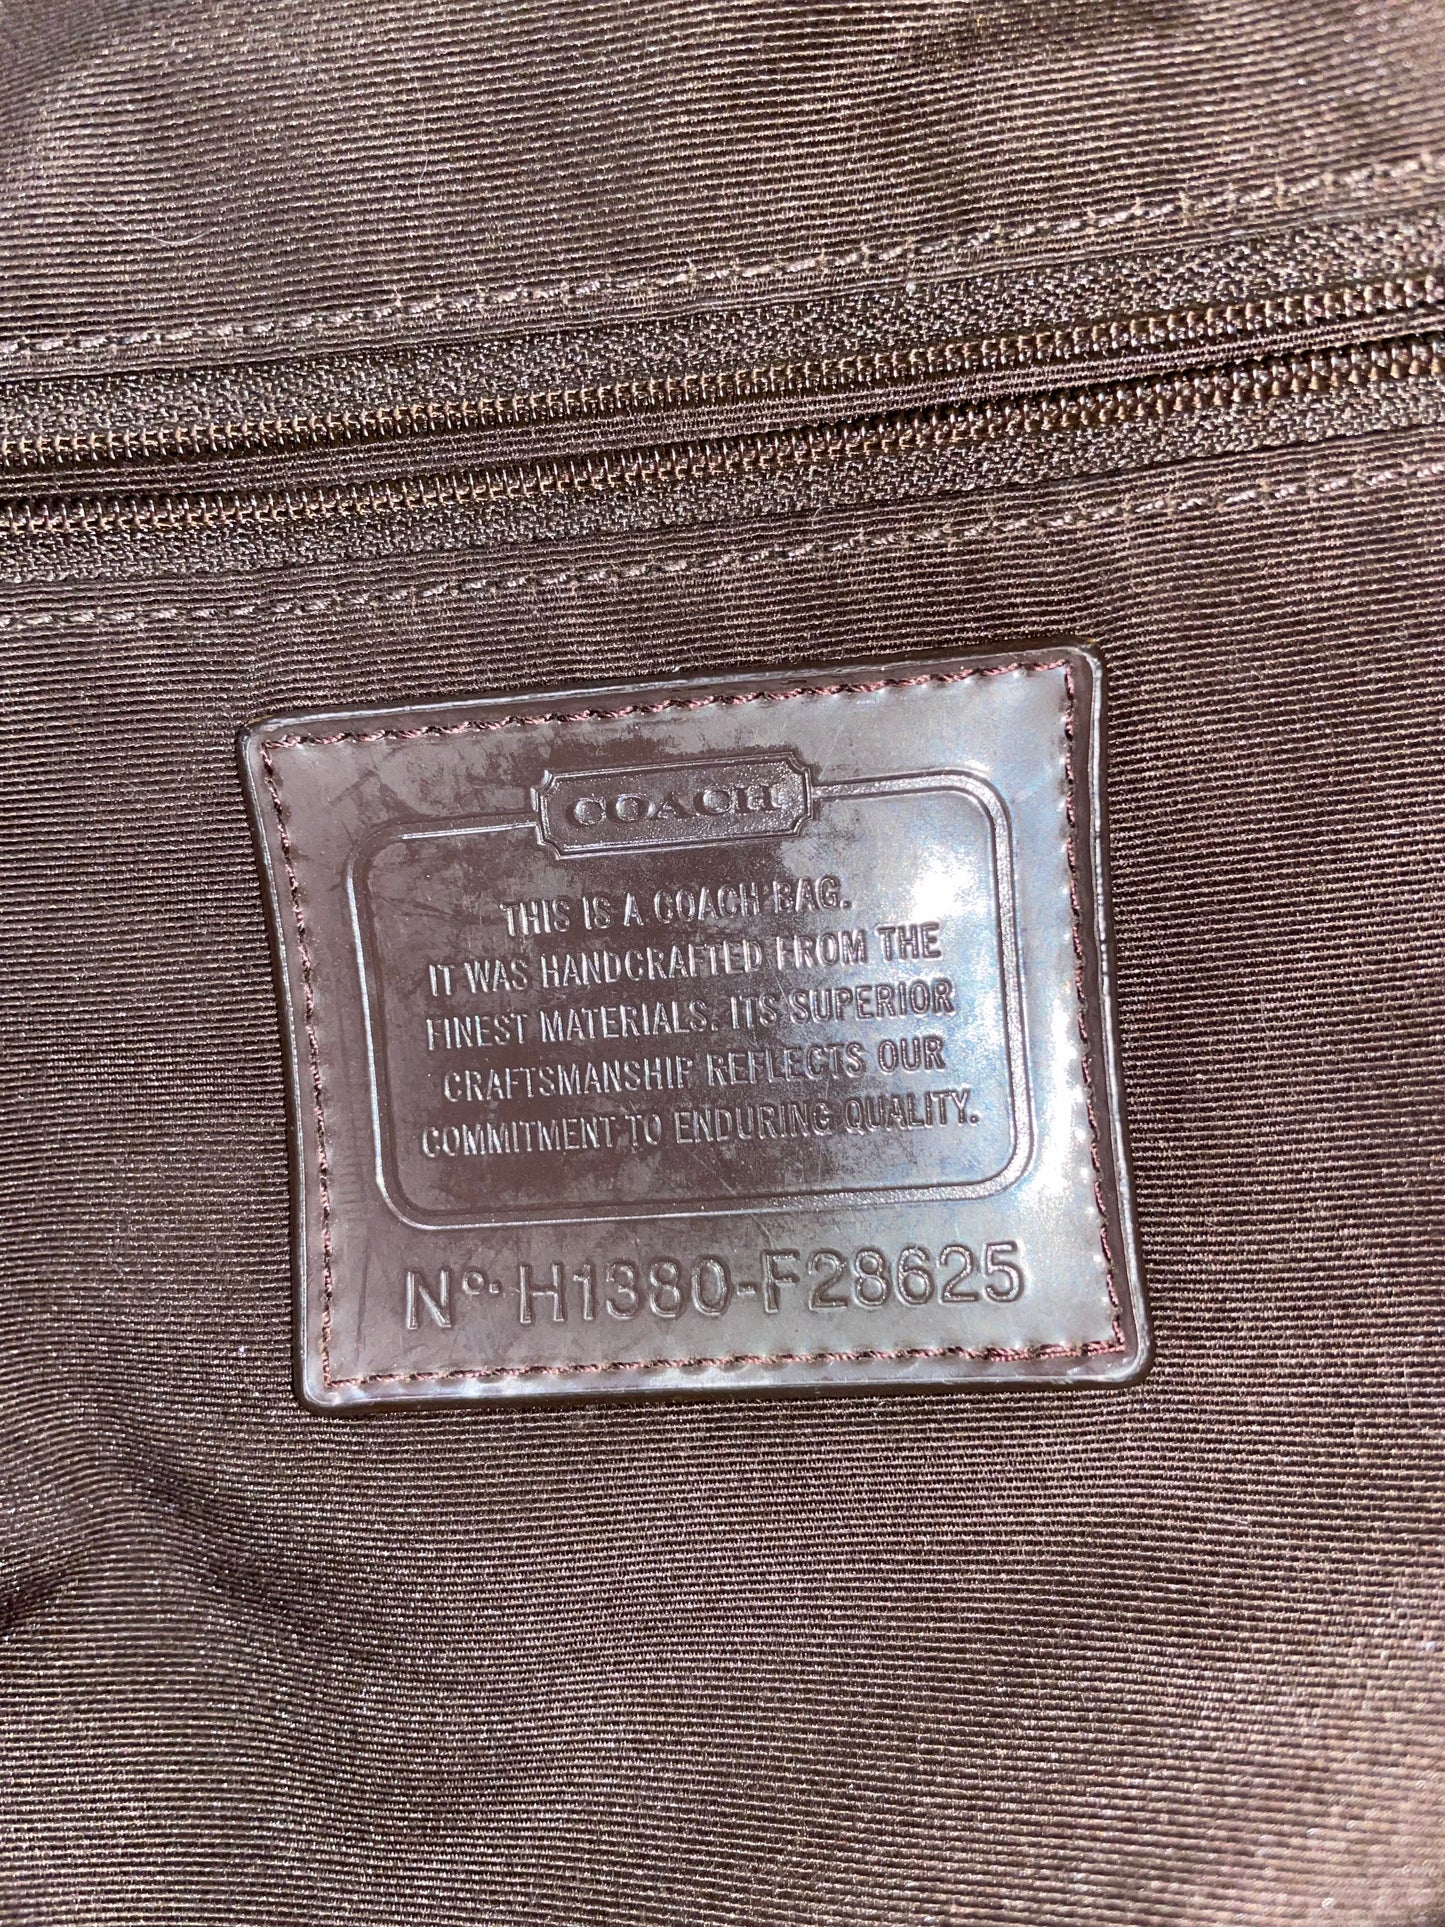 COACH
THIS IS A COACH BAG.
IT WAS HANDCRAFTED FROM THE
FINEST MATERIALS. ITS SUPERIOR
CRAFTSMANSHIP REFLECTS OUR
COMMITMENT TO ENDURING QUALITY.
Nº. H1380-F28625